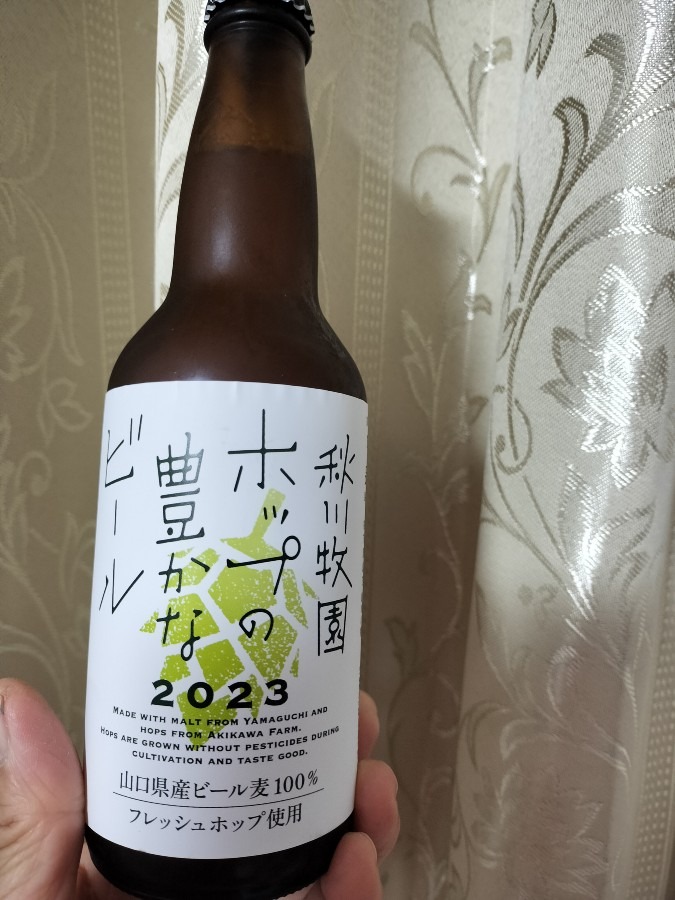 秋川牧園
ホップの
豊かな
ビール
2023
MADE WITH MALT FROM YAMAGUCHI AND
HOPS FROM AKIKAWA FARM.
HOPS ARE GROWN WITHOUT PESTICIDES DURING
CULTIVATION AND TASTE GOOD.
山口県産ビール麦100%
フレッシュホップ使用